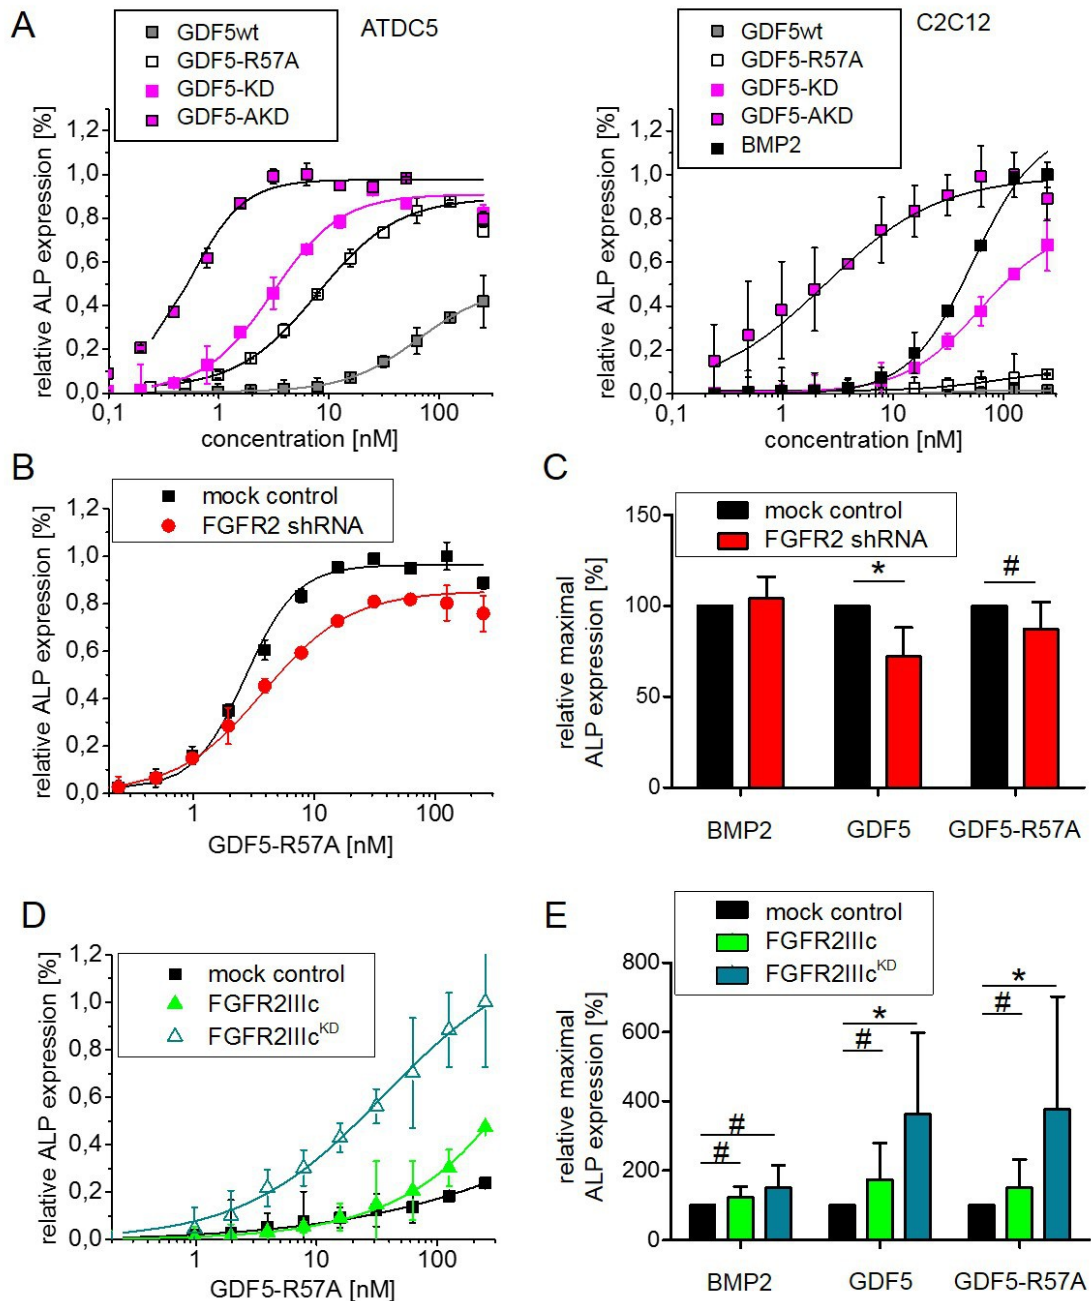 A
GDF5wt
GDF5-R57A
GDF5-KD
GDF5-AKD
ATDC5
relative ALP expression [%]
1,2
1,0
0,8
0,6
0,4
0,2
0,0
0,1
1
10
100
concentration [nM]
GDF5wt
GDF5-R57A
GDF5-KD
GDF5-AKD
BMP2
C2C12
relative ALP expression [%]
1,2
1,0
0,8
0,6
0,4
0,2
0,0
0,1
1
10
100
concentration [nM]
B
mock control
FGFR2 shRNA
relative ALP expression [%]
1,2
1,0
0,8
0,6
0,4
0,2
0,0
1
10
100
GDF5-R57A [nM]
C
mock control
FGFR2 shRNA
relative maximal
ALP expression [%]
150
100
50
0
*
#
BMP2
GDF5
GDF5-R57A
D
mock control
FGFR2IIIc
FGFR2IIIcKD
relative ALP expression [%]
1,2
1,0
0,8
0,6
0,4
0,2
0,0
1
10
100
GDF5-R57A [nM]
E
mock control
FGFR2IIIc
FGFR2IIIcKD
relative maximal
ALP expression [%]
800
600
400
200
0
#
#
*
#
*
#
BMP2
GDF5
GDF5-R57A